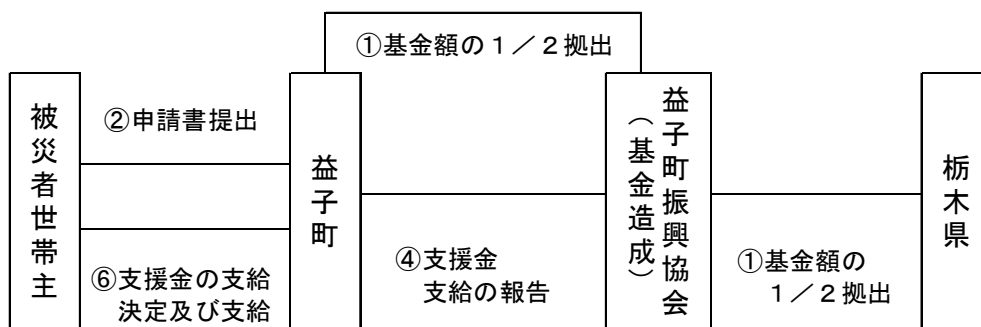 ①基金額の１／２拠出
被災者世帯主
②申請書提出
⑥支援金の支給
決定及び支給
益子町
④支援金
支給の報告
益子町振興協会
（基金造成）
①基金額の
１／２拠出
栃木県